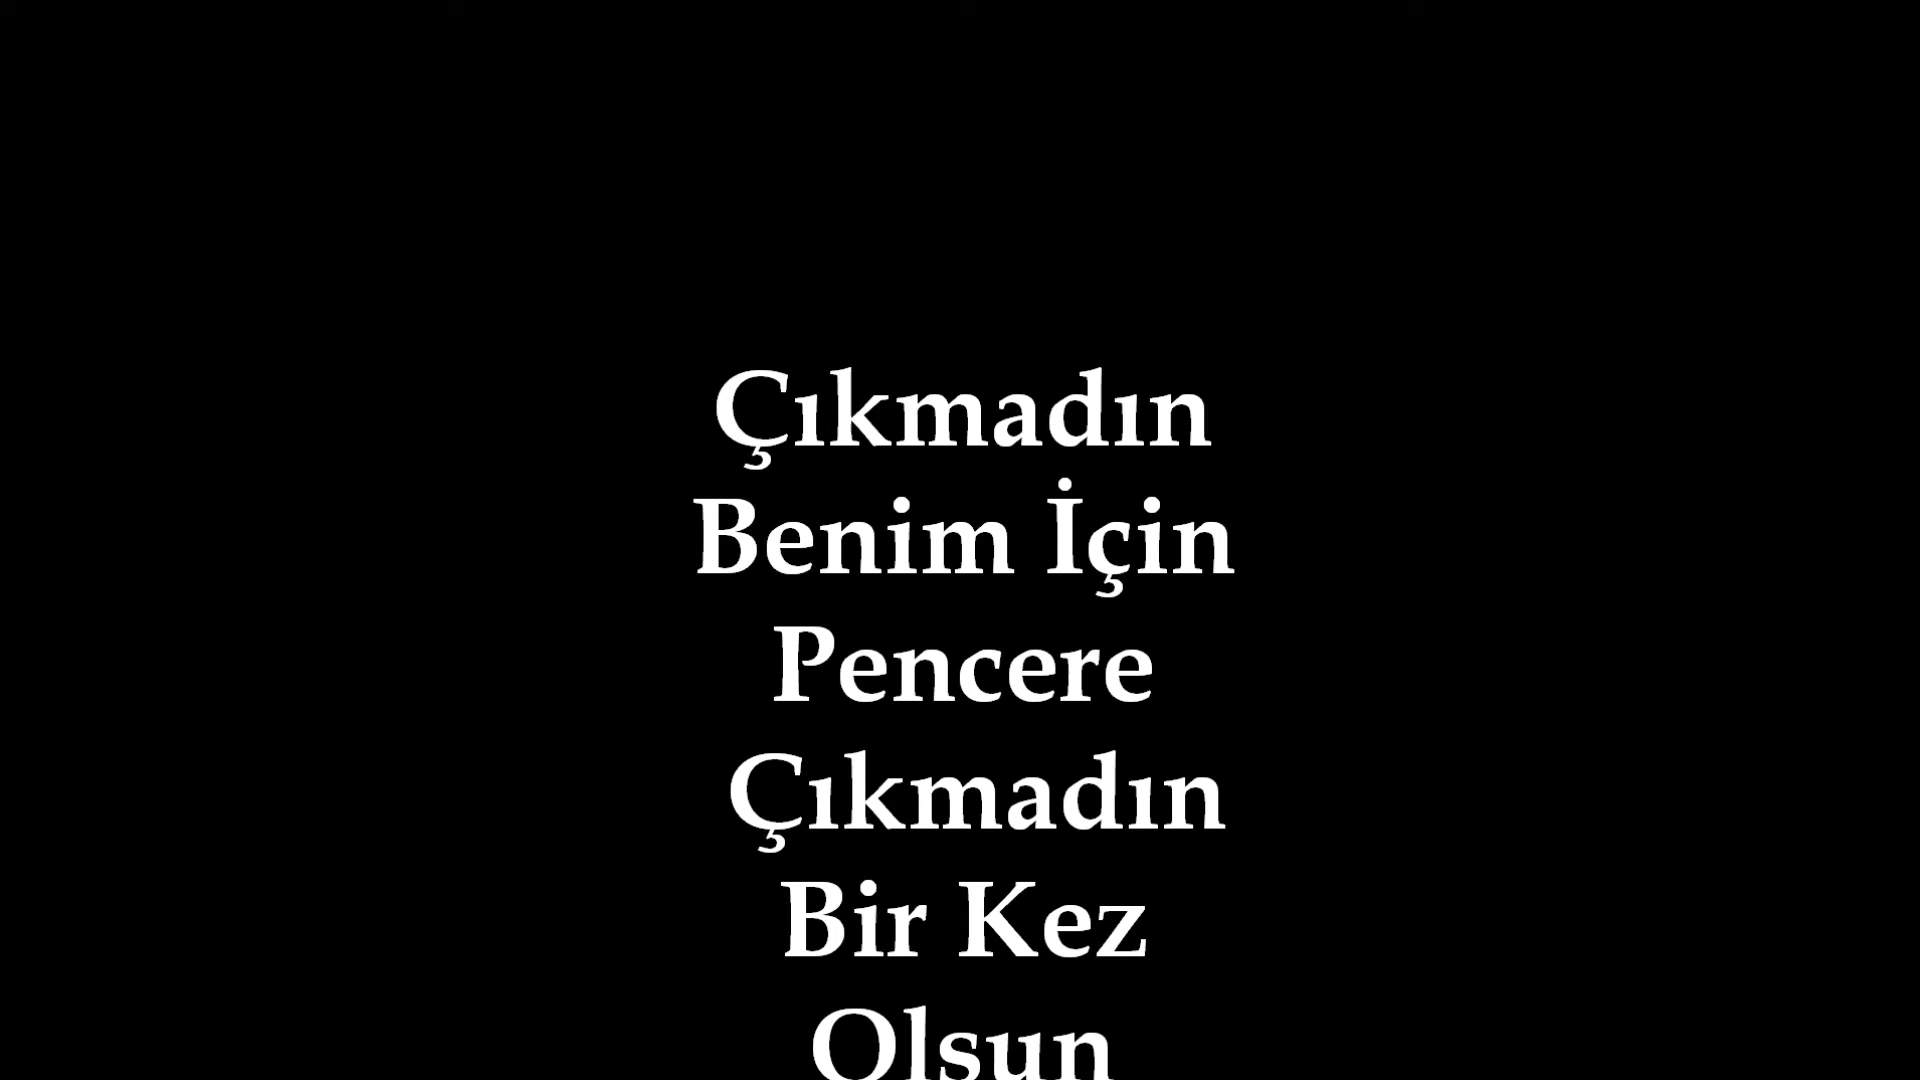 Çıkmadın
Benim İçin
Pencere
Çıkmadın
Bir Kez
Olsun